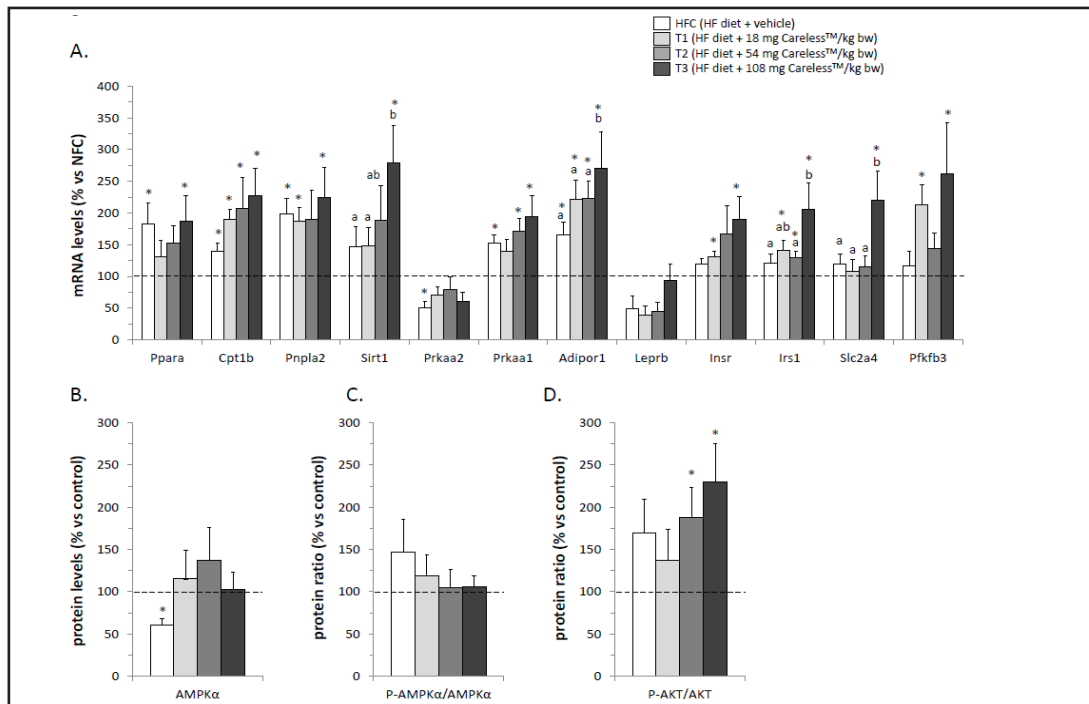 HFC (HF diet + vehicle)
T1 (HF diet + 18 mg Careless™/kg bw)
T2 (HF diet + 54 mg Careless™/kg bw)
T3 (HF diet + 108 mg Careless™/kg bw)
A.
mRNA levels (% vs NFC)
400
350
300
250
200
150
100
50
0
* * * * * * * * * a a ab * b * * * * * * a * a * a * b * * a * ab * a * b a a a * b * *
Ppara Cpt1b Pnpla2 Sirt1 Prkaa2 Prkaa1 Adipor1 Leprb Insr Irs1 Slc2a4 Pfkfb3
B.
protein levels (% vs control)
300
250
200
150
100
50
0
*
AMPKα
C.
protein ratio (% vs control)
300
250
200
150
100
50
0
P-AMPKα/AMPKα
D.
protein ratio (% vs control)
300
250
200
150
100
50
0
* *
P-AKT/AKT